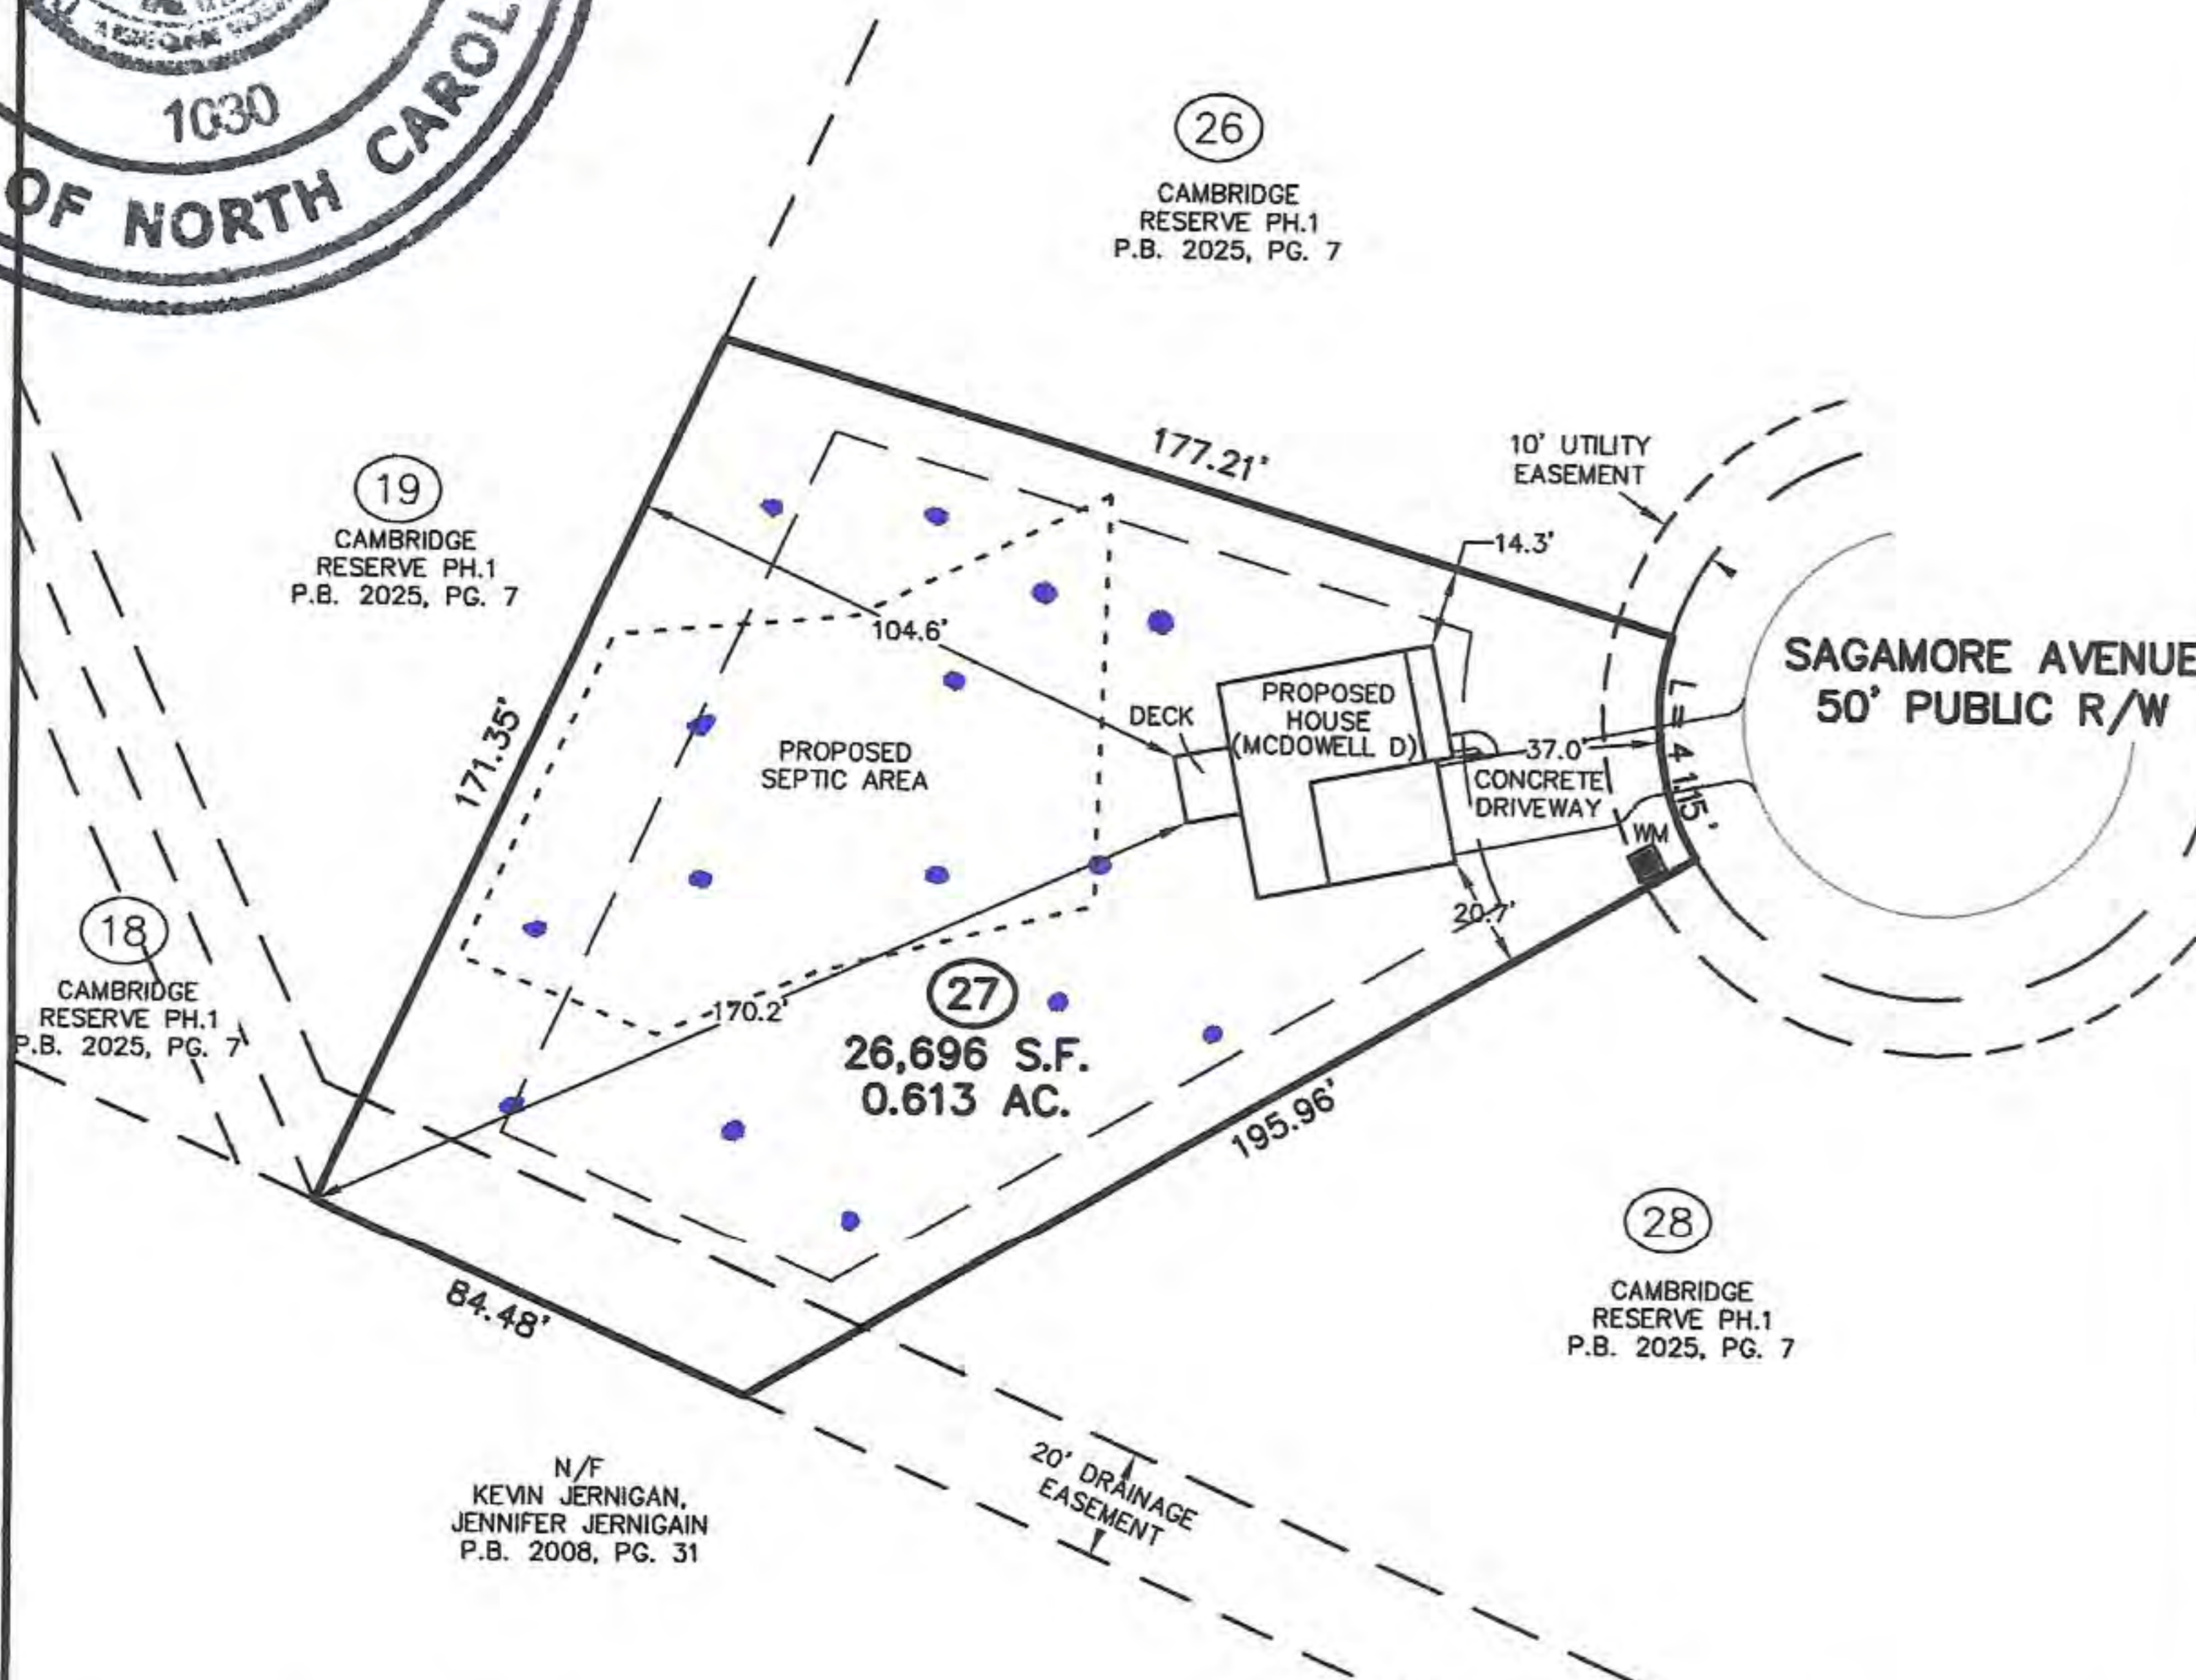 1030
OF NORTH CAROL
26
CAMBRIDGE
RESERVE PH.1
P.B. 2025, PG. 7
177.21'
10' UTILITY
EASEMENT
14.3'
19
CAMBRIDGE
RESERVE PH.1
P.B. 2025, PG. 7
104.6'
SAGAMORE AVENUE
50' PUBLIC R/W
171.35'
PROPOSED
SEPTIC AREA
DECK
PROPOSED
HOUSE
(MCDOWELL D)
37.0'
CONCRETE
DRIVEWAY
L=41.15'
WM
20.7'
18
CAMBRIDGE
RESERVE PH.1
P.B. 2025, PG. 7
170.2'
27
26,696 S.F.
0.613 AC.
195.96'
84.48'
28
CAMBRIDGE
RESERVE PH.1
P.B. 2025, PG. 7
20' DRAINAGE
EASEMENT
N/F
KEVIN JERNIGAN,
JENNIFER JERNIGAIN
P.B. 2008, PG. 31